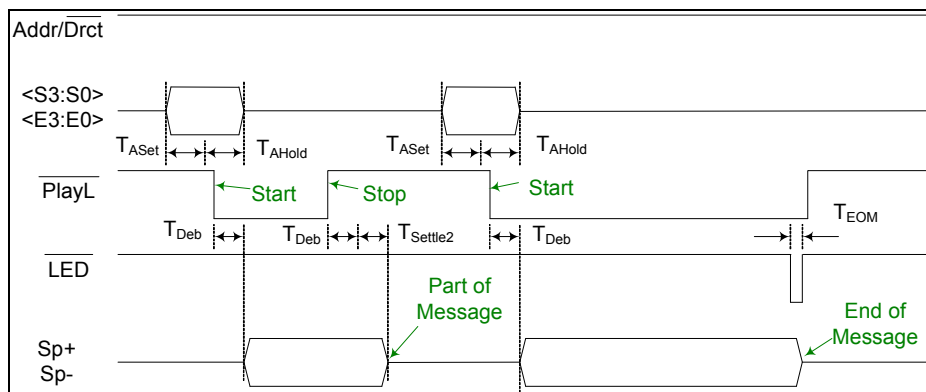 Addr/Drct
<S3:S0>
<E3:E0>
TASet
TAHold
TASet
TAHold
PlayL
Start
Stop
Start
TDeb
TDeb
TSettle2
TDeb
TEOM
LED
Part of
Message
End of
Message
Sp+
Sp-